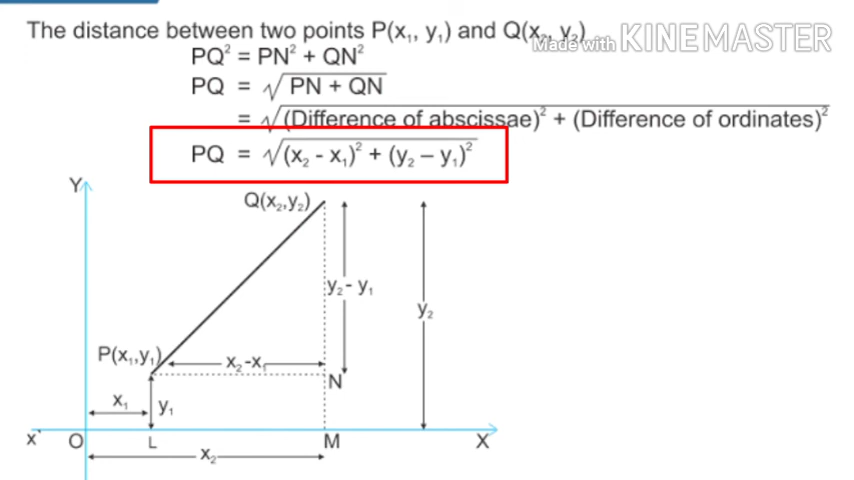 The distance between two points P(x₁, y₁) and Q(x₂, y₂)
Made with KINEMASTER
PQ² = PN² + QN²
PQ = √PN + QN
= √(Difference of abscissae)² + (Difference of ordinates)²
PQ = √(x₂ - x₁)² + (y₂ – y₁)²
Y
Q(x₂,y₂)
y₂- y₁
y₂
P(x₁,y₁)
x₂-x₁
N
x₁
y₁
x'
O
L
M
X
x₂